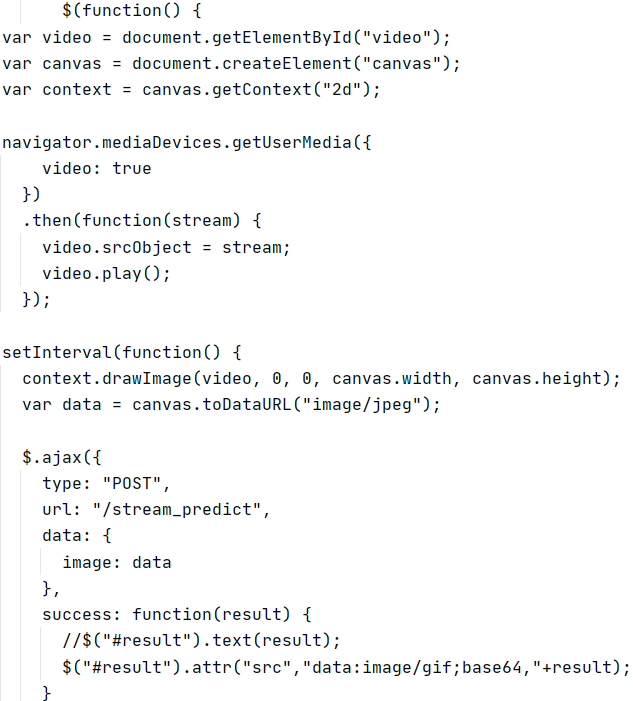 $(function() {
var video = document.getElementById("video");
var canvas = document.createElement("canvas");
var context = canvas.getContext("2d");
navigator.mediaDevices.getUserMedia({
video: true
})
.then(function(stream) {
video.srcObject = stream;
video.play();
});
setInterval(function() {
context.drawImage(video, 0, 0, canvas.width, canvas.height);
var data = canvas.toDataURL("image/jpeg");
$.ajax({
type: "POST",
url: "/stream_predict",
data: {
image: data
},
success: function(result) {
//$("#result").text(result);
$("#result").attr("src","data:image/gif;base64,"+result);
}